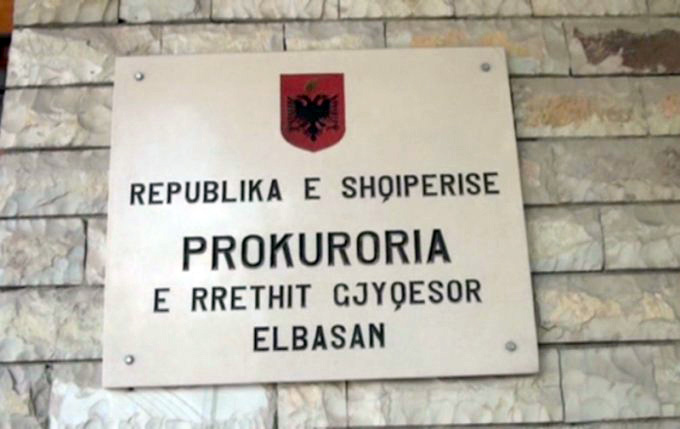 REPUBLIKA E SHQIPERISE
PROKURORIA
E RRETHIT GJYQESOR
ELBASAN